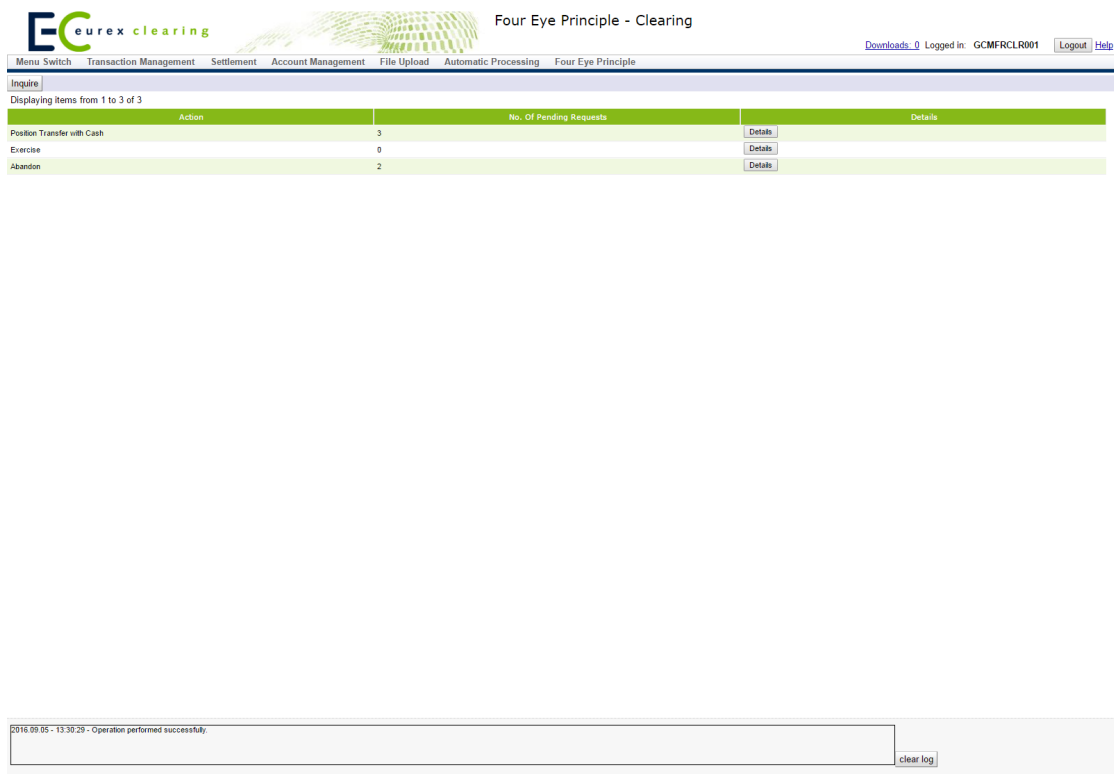 EC eurex clearing
Four Eye Principle - Clearing
Downloads: 0 Logged in: GCMFRCLR001 Logout Help
Menu Switch Transaction Management Settlement Account Management File Upload Automatic Processing Four Eye Principle
Inquire
Displaying items from 1 to 3 of 3
Action No. Of Pending Requests Details
Position Transfer with Cash 3 Details
Exercise 0 Details
Abandon 2 Details
2016.09.05 - 13:30:29 - Operation performed successfully.
clear log